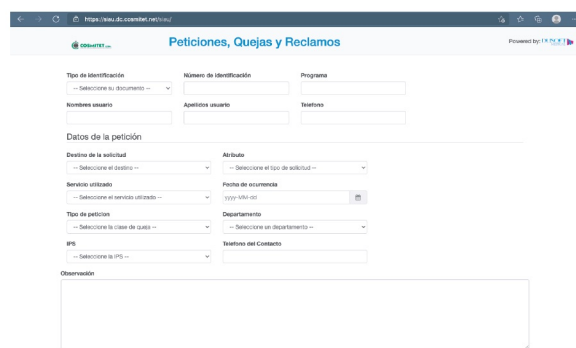 https://siau.dc.cosmitet.net/siau/
COSMITET
Peticiones, Quejas y Reclamos
Powered by:
Tipo de Identificación
Número de Identificación
Programa
-- Seleccione su documento --
Nombres usuario
Apellidos usuario
Telefono
Datos de la petición
Destino de la solicitud
Atributo
-- Seleccione el destino --
-- Seleccione el tipo de solicitud --
Servicio utilizado
Fecha de ocurrencia
-- Seleccione el servicio utilizado --
yyyy-MM-dd
Tipo de peticion
Departamento
-- Seleccione la clase de queja --
-- Seleccione un departamento --
IPS
Telefono del Contacto
-- Seleccione la IPS --
Observación